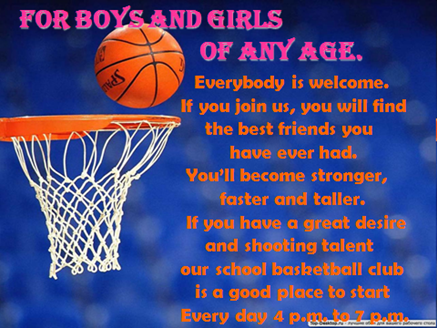 FOR BOYS AND GIRLS
OF ANY AGE.
Everybody is welcome.
If you join us, you will find
the best friends you
have ever had.
You'll become stronger,
faster and taller.
If you have a great desire
and shooting talent
our school basketball club
is a good place to start
Every day 4 p.m. to 7 p.m.
SPALDING